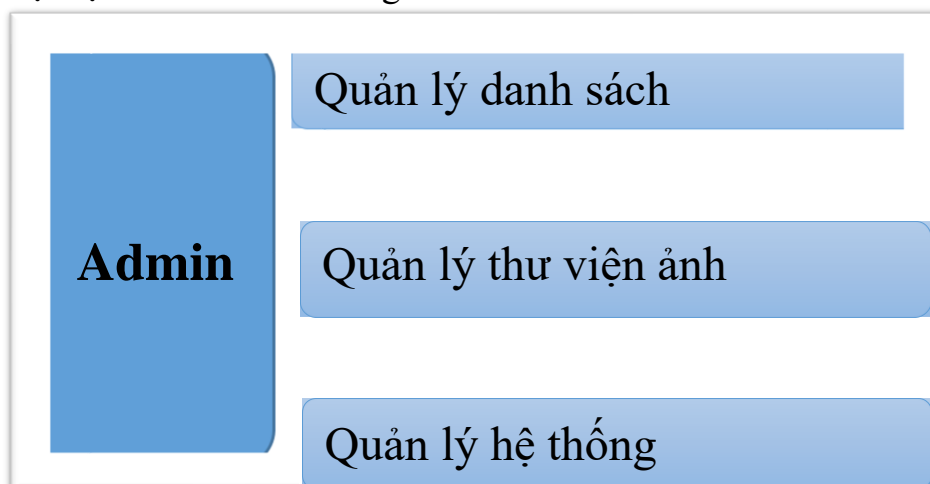 Admin
Quản lý danh sách
Quản lý thư viện ảnh
Quản lý hệ thống